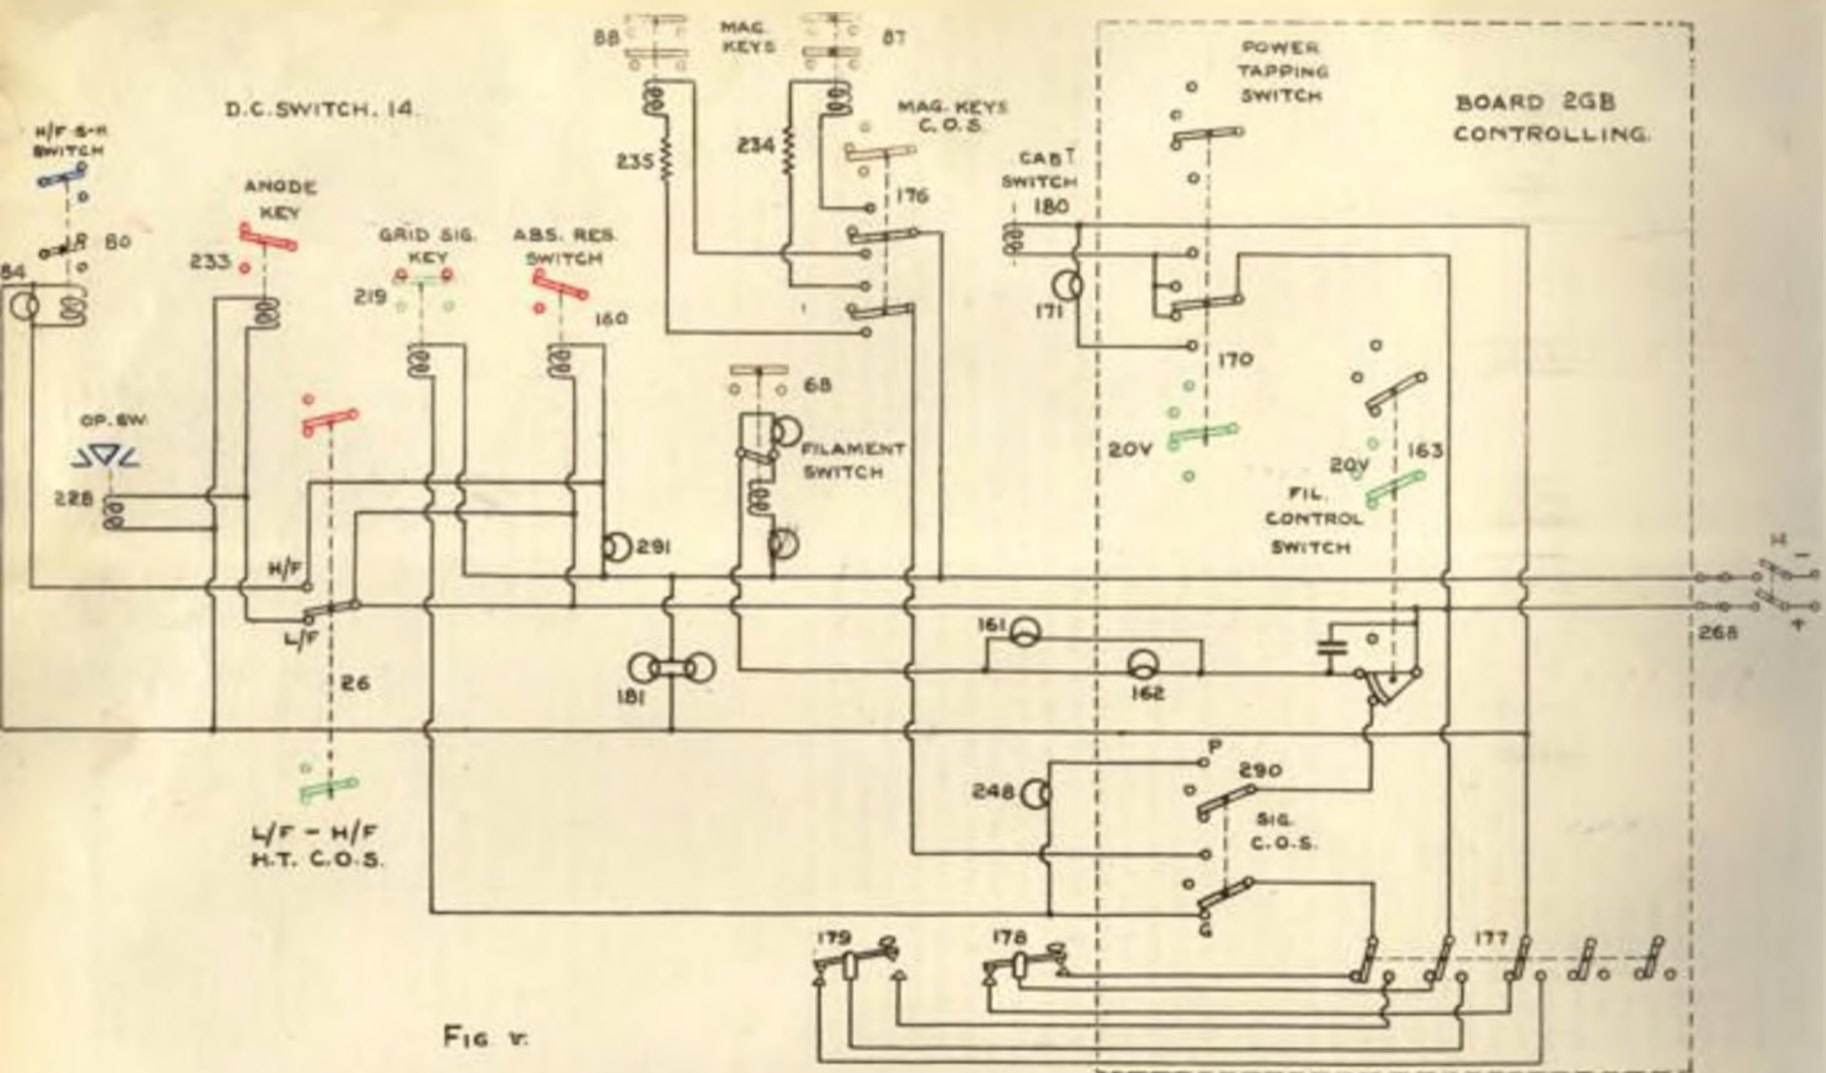 88
MAG.
KEYS
87
POWER
TAPPING
SWITCH
BOARD 2GB
CONTROLLING.
D.C. SWITCH. 14.
H/F S-R
SWITCH
MAG. KEYS
C.O.S.
235
234
CAB'T
SWITCH
180
ANODE
KEY
176
80
GRID SIG.
KEY
ABS. RES.
SWITCH
233
84
219
160
171
170
68
OP. SW.
FILAMENT
SWITCH
20V
163
20V
228
FIL.
CONTROL
SWITCH
H/F
291
14
-
+
L/F
161
268
26
181
162
P
290
248
SIG.
C.O.S.
L/F - H/F
H.T. C.O.S.
G
179
178
177
FIG V.